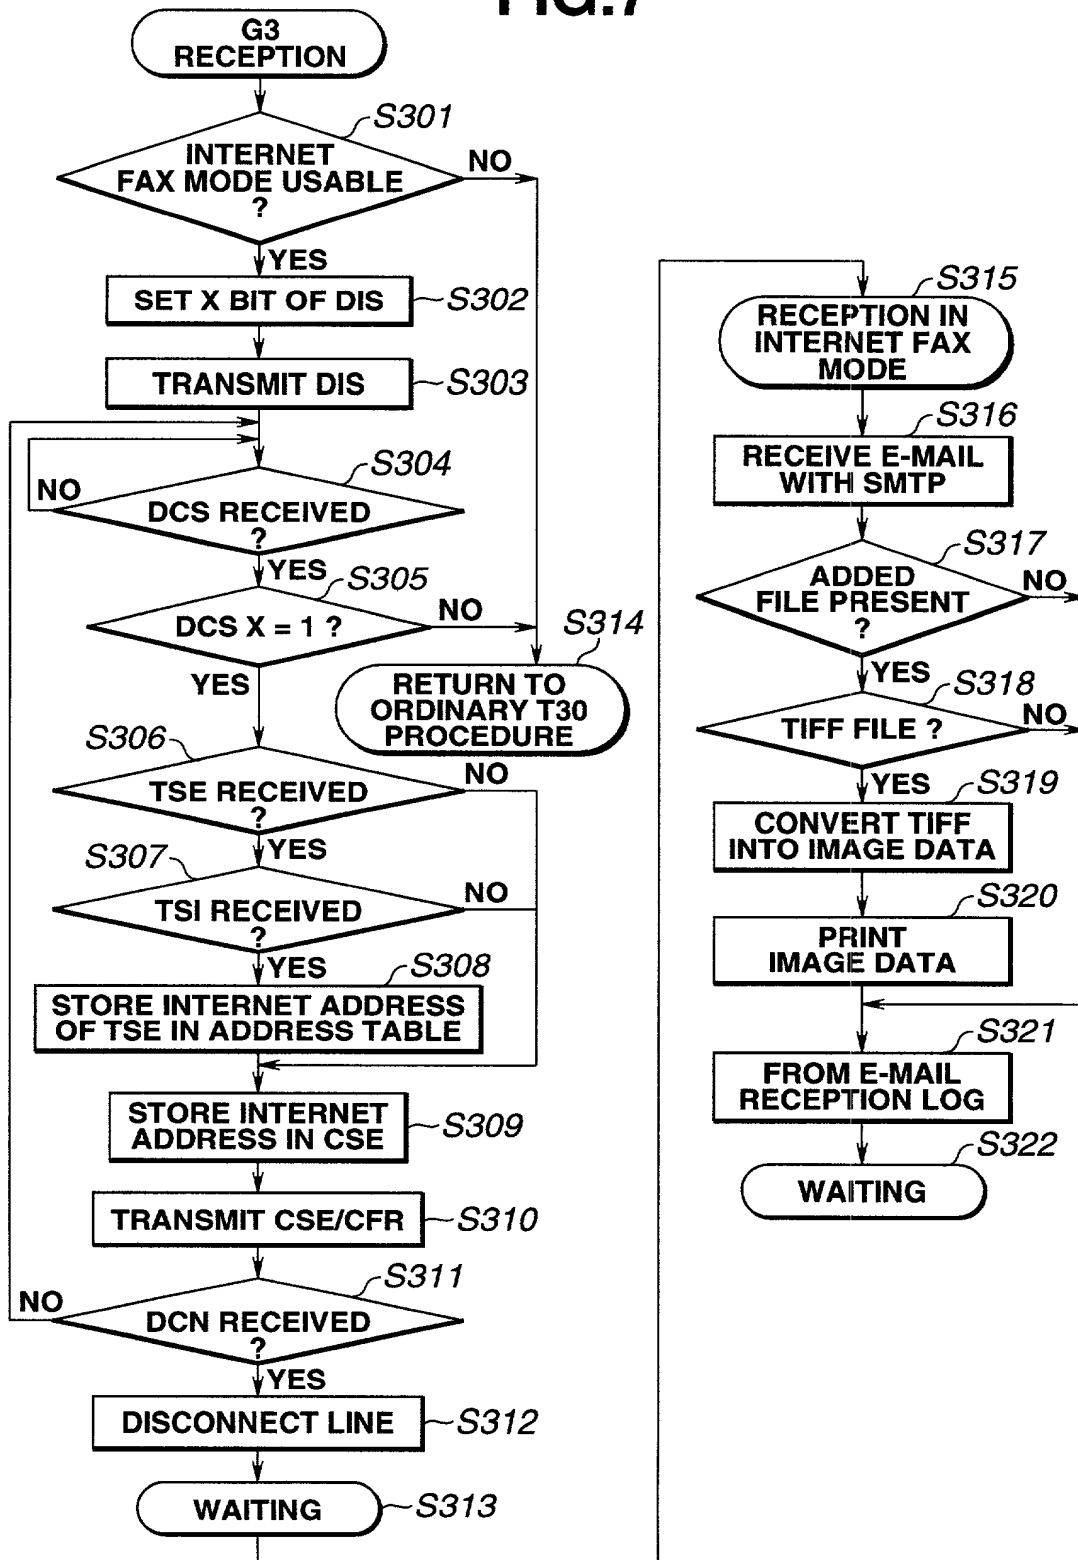 FIG.7
G3
RECEPTION
S301
INTERNET
FAX MODE USABLE
?
NO
YES
SET X BIT OF DIS
S302
TRANSMIT DIS
S303
S304
NO
DCS RECEIVED
?
YES
S305
DCS X = 1 ?
NO
YES
S314
RETURN TO
ORDINARY T30
PROCEDURE
S306
TSE RECEIVED
?
NO
YES
S307
TSI RECEIVED
?
NO
YES
S308
STORE INTERNET ADDRESS
OF TSE IN ADDRESS TABLE
STORE INTERNET
ADDRESS IN CSE
S309
TRANSMIT CSE/CFR
S310
S311
NO
DCN RECEIVED
?
YES
DISCONNECT LINE
S312
WAITING
S313
S315
RECEPTION IN
INTERNET FAX
MODE
S316
RECEIVE E-MAIL
WITH SMTP
S317
ADDED
FILE PRESENT
?
NO
YES
S318
TIFF FILE ?
NO
YES
S319
CONVERT TIFF
INTO IMAGE DATA
S320
PRINT
IMAGE DATA
S321
FROM E-MAIL
RECEPTION LOG
S322
WAITING